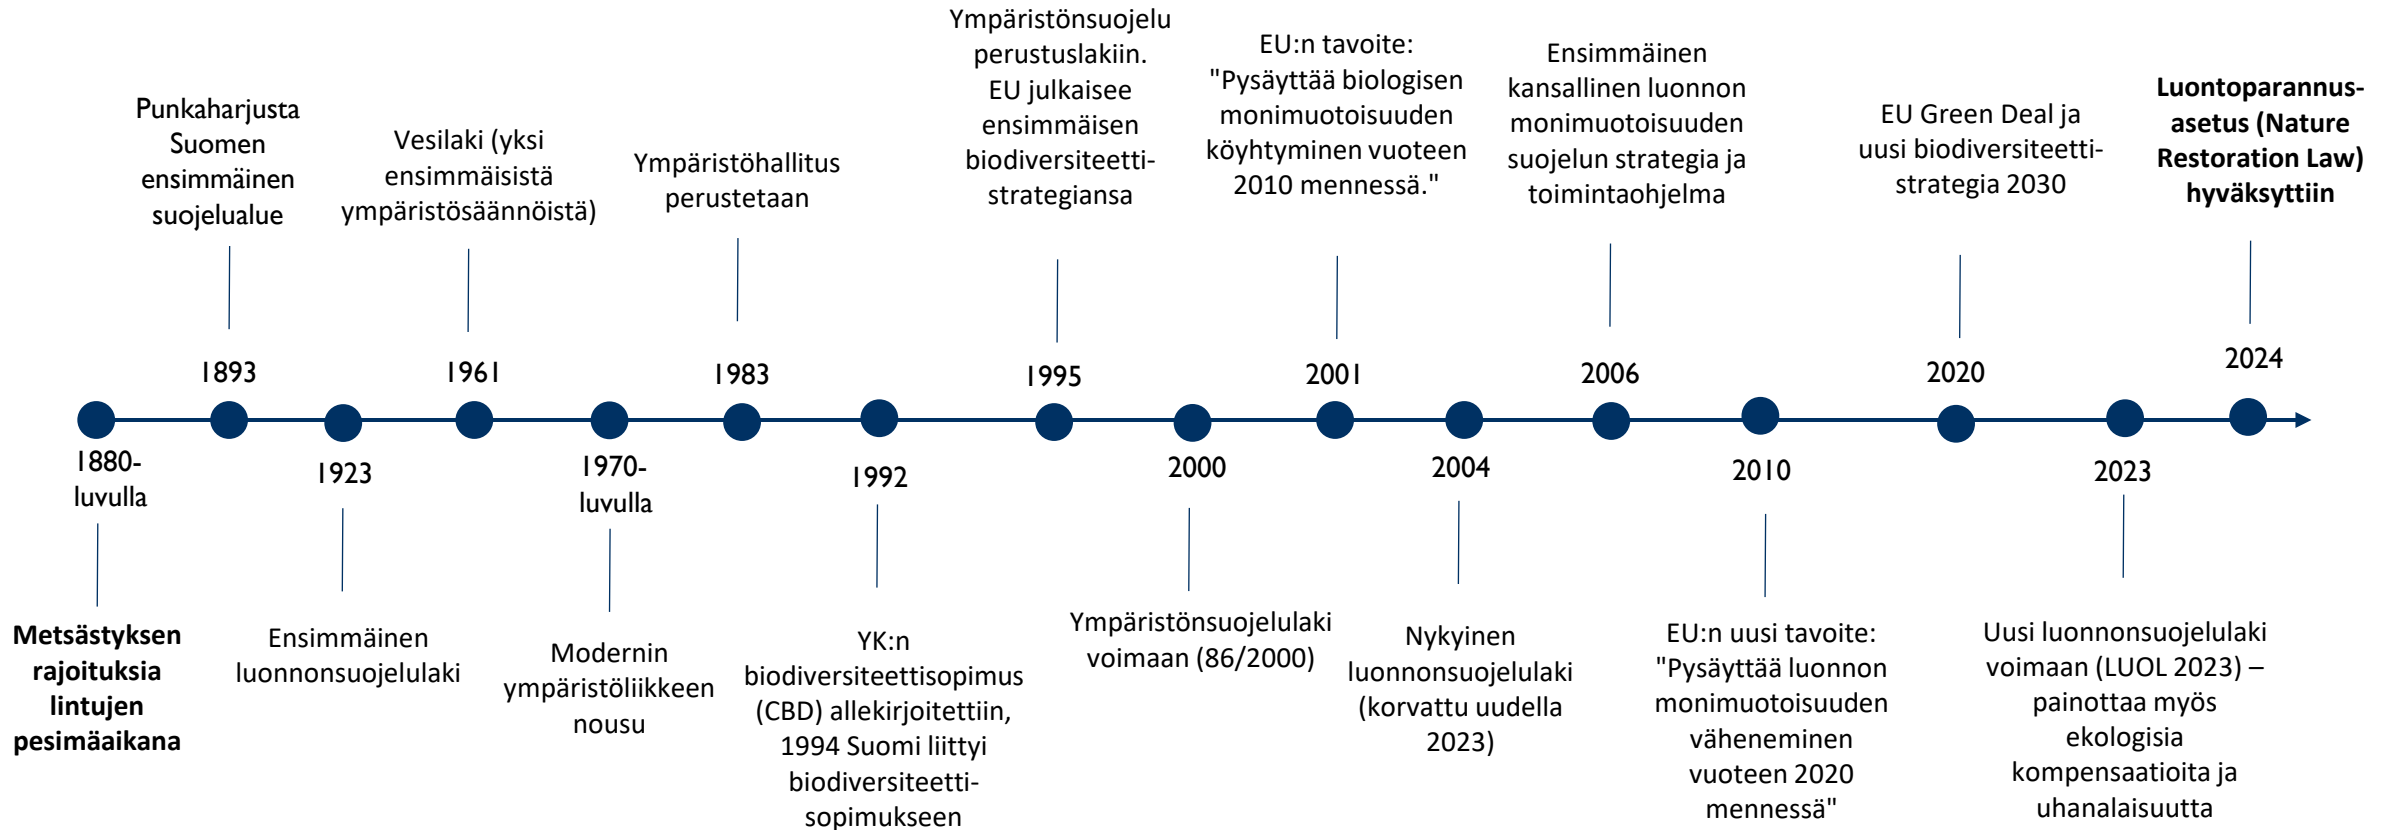 Punkaharjusta
Suomen
ensimmäinen
suojelualue
Vesilaki (yksi
ensimmäisistä
ympäristösäännöistä)
Ympäristöhallitus
perustetaan
Ympäristönsuojelu
perustuslakiin.
EU julkaisee
ensimmäisen
biodiversiteetti-
strategiansa
EU:n tavoite:
"Pysäyttää biologisen
monimuotoisuuden
köyhtyminen vuoteen
2010 mennessä."
Ensimmäinen
kansallinen luonnon
monimuotoisuuden
suojelun strategia ja
toimintaohjelma
EU Green Deal ja
uusi biodiversiteetti-
strategia 2030
Luontoparannus-
asetus (Nature
Restoration Law)
hyväksyttiin
1893
1961
1983
1995
2001
2006
2020
2024
1880-
luvulla
1923
1970-
luvulla
1992
2000
2004
2010
2023
Metsästyksen
rajoituksia
lintujen
pesimäaikana
Ensimmäinen
luonnonsuojelulaki
Modernin
ympäristöliikkeen
nousu
YK:n
biodiversiteettisopimus
(CBD) allekirjoitettiin,
1994 Suomi liittyi
biodiversiteetti-
sopimukseen
Ympäristönsuojelulaki
voimaan (86/2000)
Nykyinen
luonnonsuojelulaki
(korvattu uudella
2023)
EU:n uusi tavoite:
"Pysäyttää luonnon
monimuotoisuuden
väheneminen
vuoteen 2020
mennessä"
Uusi luonnonsuojelulaki
voimaan (LUOL 2023) –
painottaa myös
ekologisia
kompensaatioita ja
uhanalaisuutta